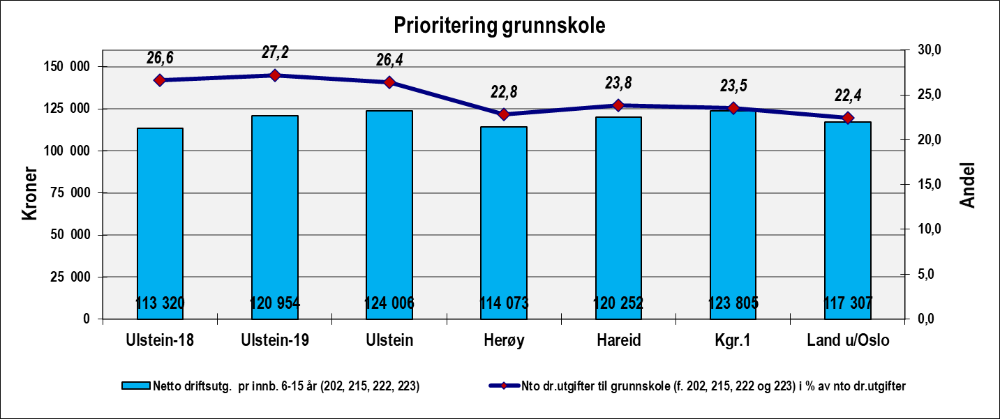 Prioritering grunnskole
26,6 27,2 26,4 22,8 23,8 23,5 22,4
Kroner
150 000
125 000
100 000
75 000
50 000
25 000
0
30,0
25,0
20,0
15,0
10,0
5,0
0,0
Andel
113 320 120 954 124 006 114 073 120 252 123 805 117 307
Ulstein-18 Ulstein-19 Ulstein Herøy Hareid Kgr.1 Land u/Oslo
Netto driftsutg. pr innb. 6-15 år (202, 215, 222, 223)
Nto dr.utgifter til grunnskole (f. 202, 215, 222 og 223) i % av nto dr.utgifter